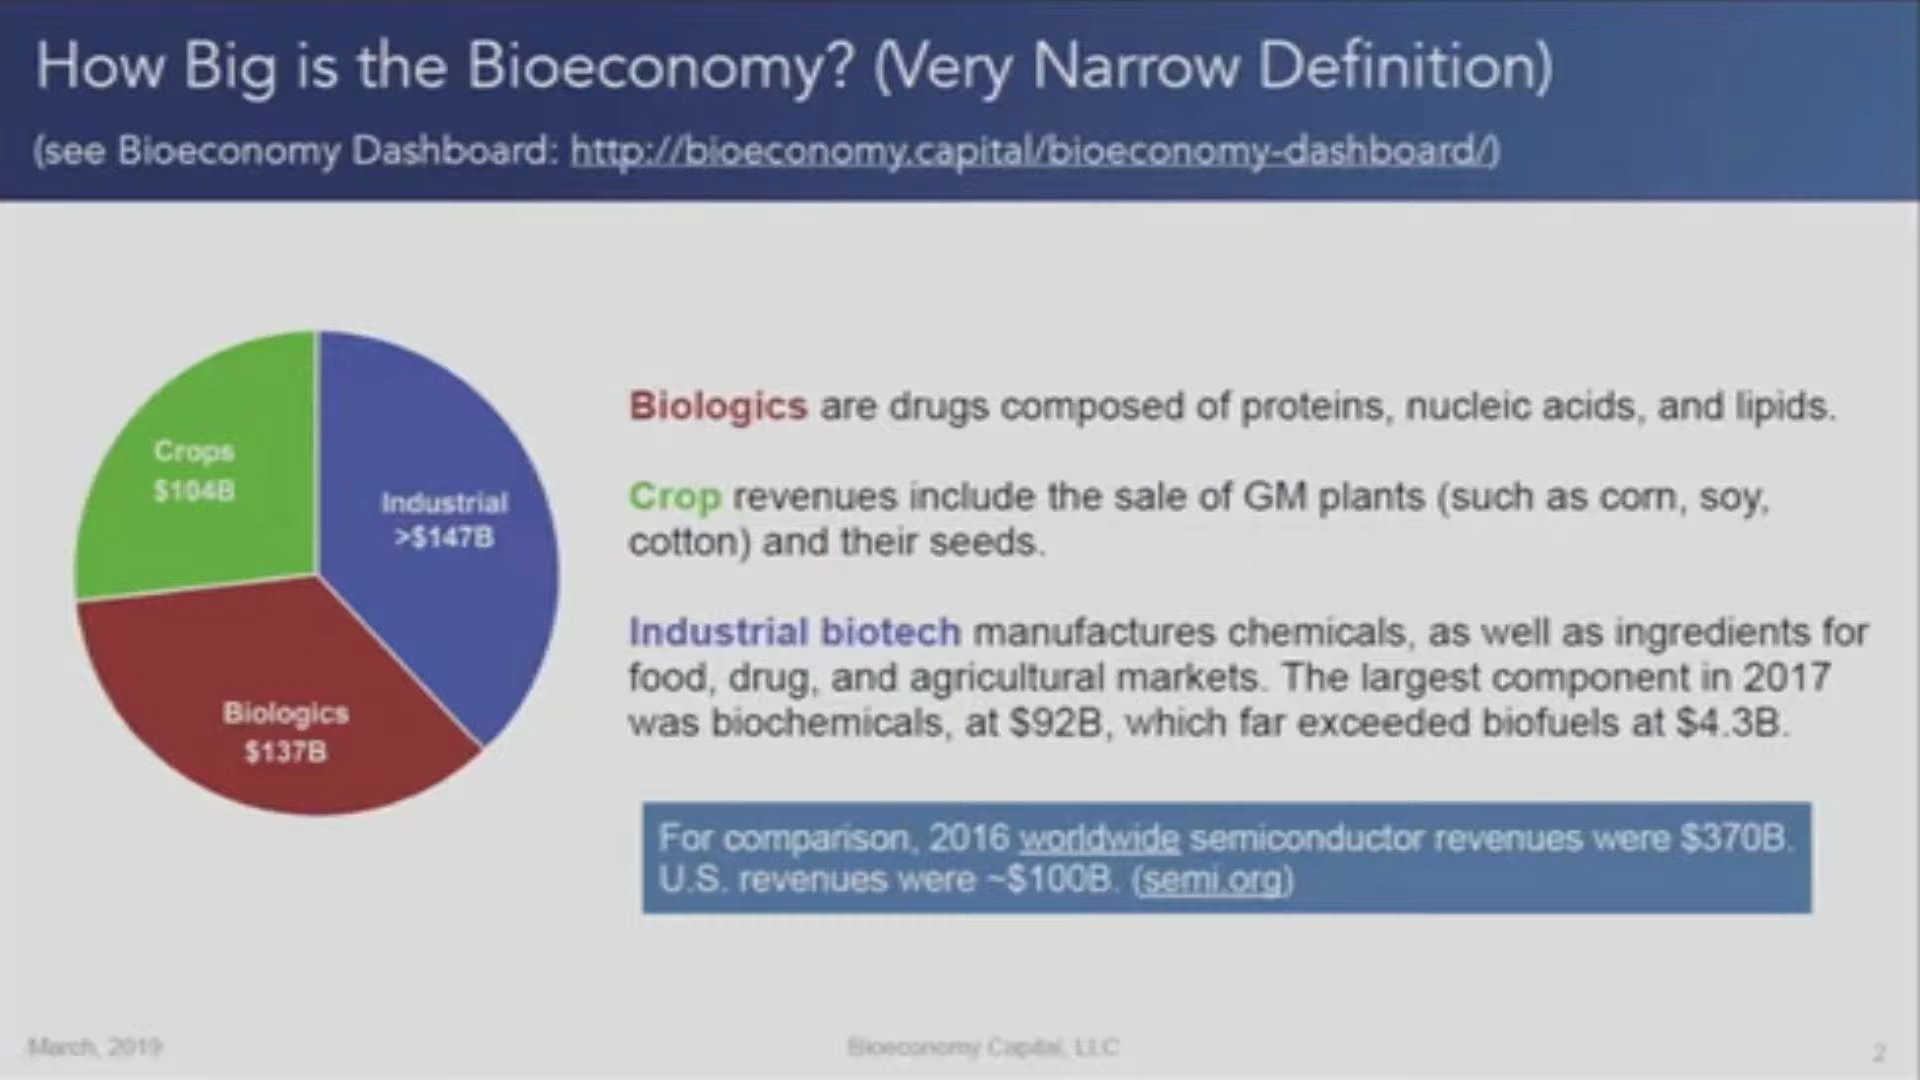 How Big is the Bioeconomy? (Very Narrow Definition)
(see Bioeconomy Dashboard: http://bioeconomy.capital/bioeconomy-dashboard/)
Crops
$104B
Industrial
>$147B
Biologics
$137B
Biologics are drugs composed of proteins, nucleic acids, and lipids.
Crop revenues include the sale of GM plants (such as corn, soy,
cotton) and their seeds.
Industrial biotech manufactures chemicals, as well as ingredients for
food, drug, and agricultural markets. The largest component in 2017
was biochemicals, at $92B, which far exceeded biofuels at $4.3B.
For comparison, 2016 worldwide semiconductor revenues were $370B.
U.S. revenues were ~$100B. (semi.org)
March, 2019
Bioeconomy Capital, LLC
2